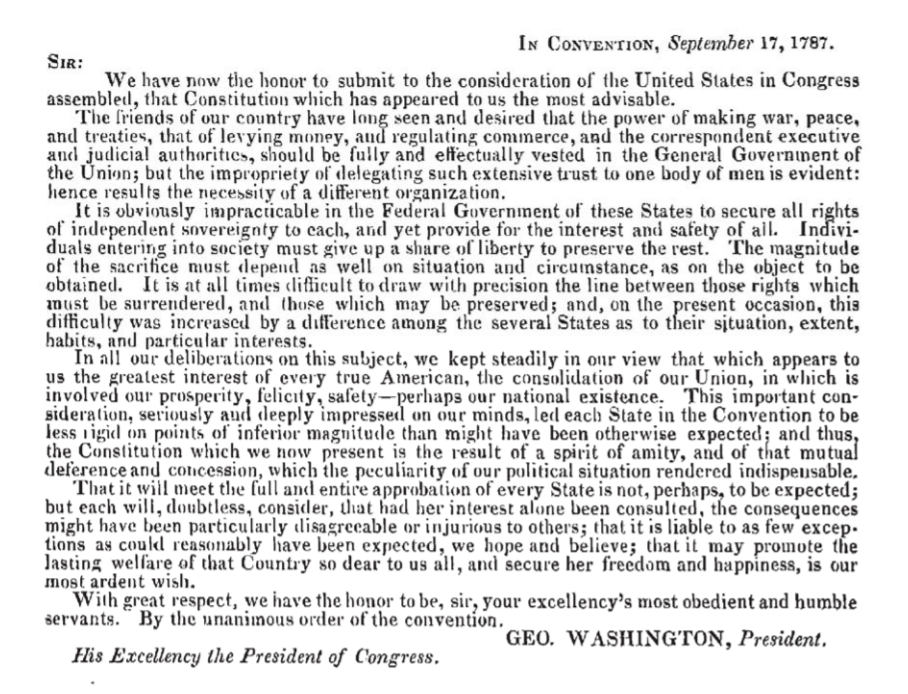 In Convention, September 17, 1787.
Sir:
We have now the honor to submit to the consideration of the United States in Congress
assembled, that Constitution which has appeared to us the most advisable.
The friends of our country have long seen and desired that the power of making war, peace,
and treaties, that of levying money, and regulating commerce, and the correspondent executive
and judicial authorities, should be fully and effectually vested in the General Government of
the Union; but the impropriety of delegating such extensive trust to one body of men is evident:
hence results the necessity of a different organization.
It is obviously impracticable in the Federal Government of these States to secure all rights
of independent sovereignty to each, and yet provide for the interest and safety of all. Indivi-
duals entering into society must give up a share of liberty to preserve the rest. The magnitude
of the sacrifice must depend as well on situation and circumstance, as on the object to be
obtained. It is at all times difficult to draw with precision the line between those rights which
must be surrendered, and those which may be preserved; and, on the present occasion, this
difficulty was increased by a difference among the several States as to their situation, extent,
habits, and particular interests.
In all our deliberations on this subject, we kept steadily in our view that which appears to
us the greatest interest of every true American, the consolidation of our Union, in which is
involved our prosperity, felicity, safety—perhaps our national existence. This important con-
sideration, seriously and deeply impressed on our minds, led each State in the Convention to be
less rigid on points of inferior magnitude than might have been otherwise expected; and thus,
the Constitution which we now present is the result of a spirit of amity, and of that mutual
deference and concession, which the peculiarity of our political situation rendered indispensable.
That it will meet the full and entire approbation of every State is not, perhaps, to be expected;
but each will, doubtless, consider, that had her interest alone been consulted, the consequences
might have been particularly disagreeable or injurious to others; that it is liable to as few excep-
tions as could reasonably have been expected, we hope and believe; that it may promote the
lasting welfare of that Country so dear to us all, and secure her freedom and happiness, is our
most ardent wish.
With great respect, we have the honor to be, sir, your excellency's most obedient and humble
servants. By the unanimous order of the convention.
GEO. WASHINGTON, President.
His Excellency the President of Congress.